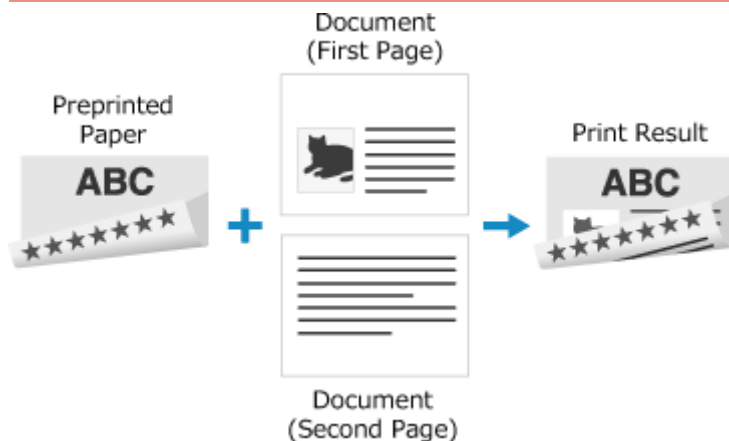 Document
(First Page)
Preprinted
Paper
ABC
Print Result
ABC
Document
(Second Page)